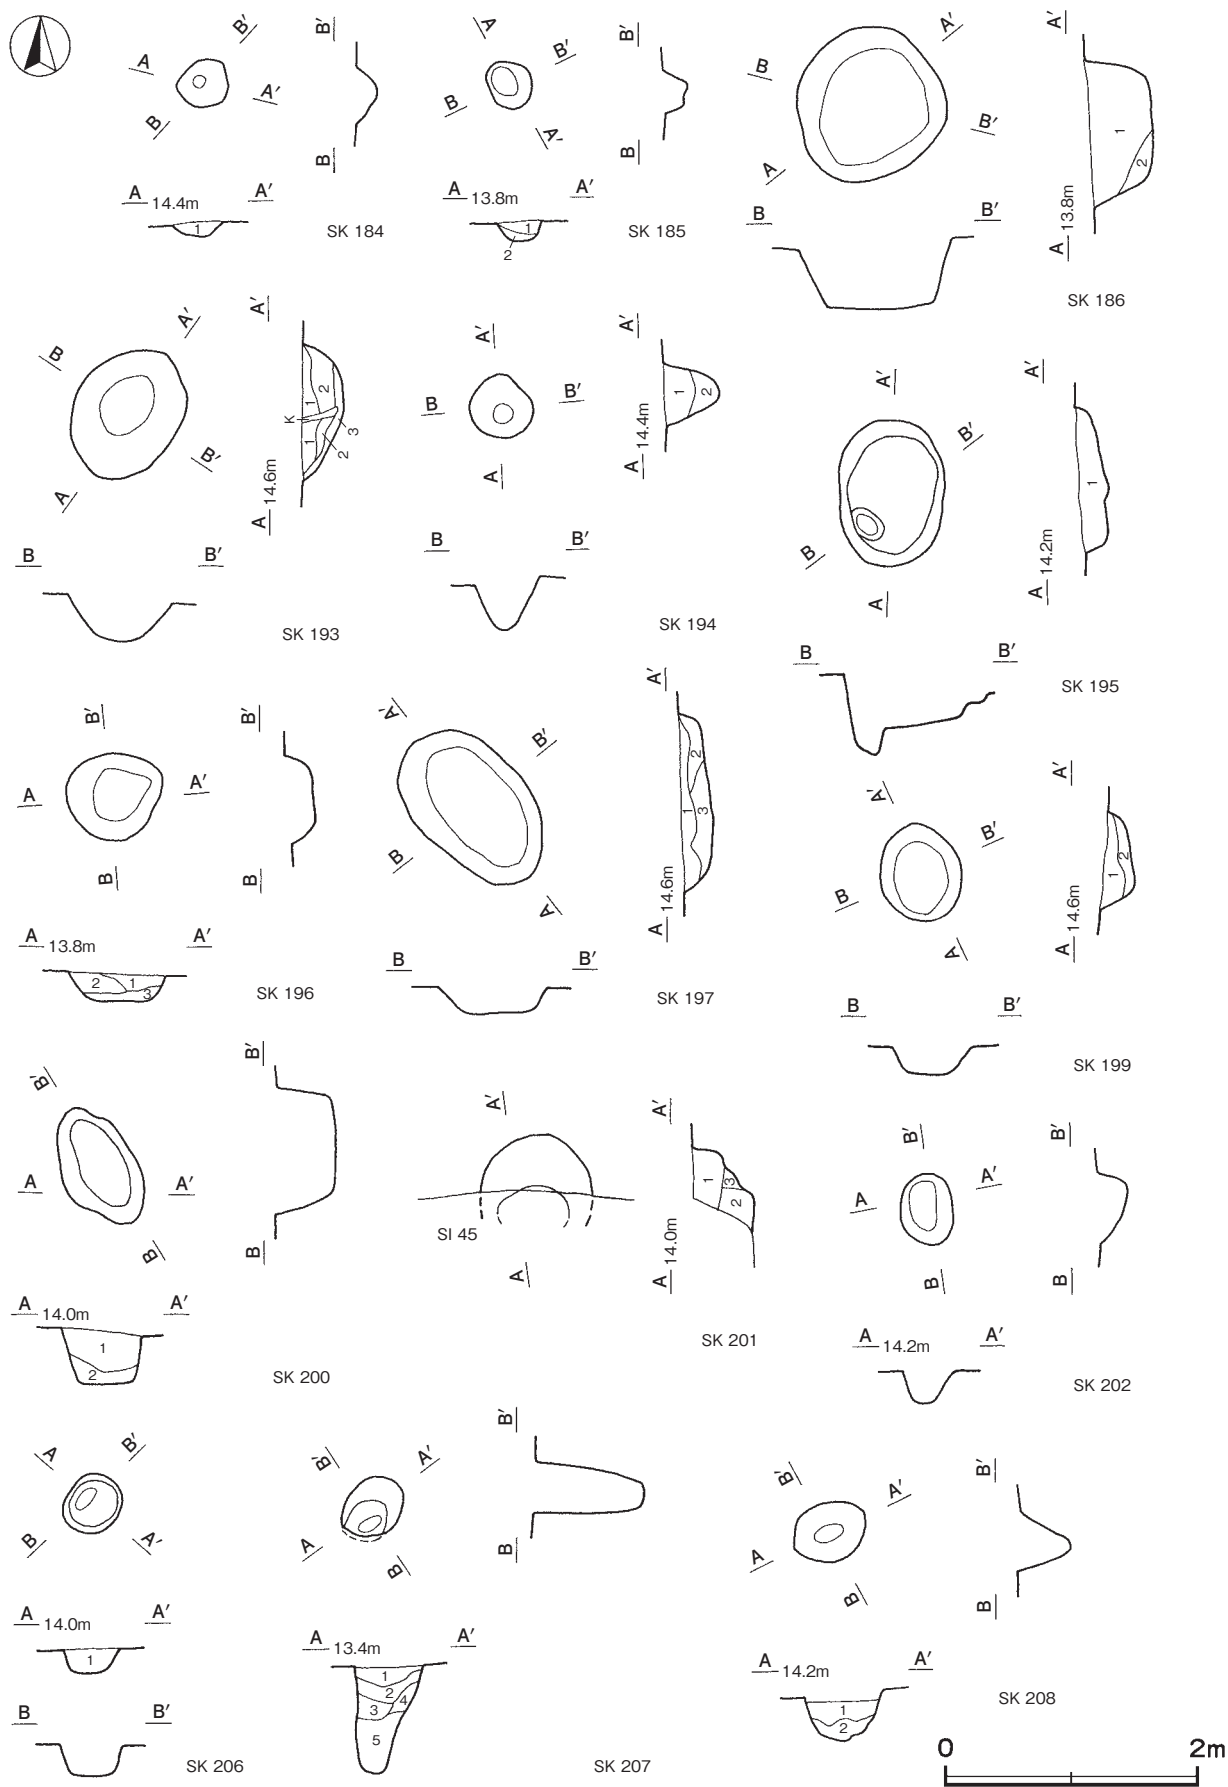 A
A'
B
B'
A 14.4m A'
B'
B
1
SK 184
A
A'
B
B'
A 13.8m A'
B'
B
1
2
SK 185
B
A'
A
B'
A'
A 13.8m
1
2
B B'
SK 186
B
A'
A
B'
A'
A 14.6m
1
2
K
1
2
3
B B'
SK 193
A'
B
B'
A
A'
A 14.4m
1
2
B B'
SK 194
A'
B'
B
A
A'
A 14.2m
1
B B'
SK 195
B'
A
A'
B
B'
B
A 13.8m A'
2
1
3
SK 196
A'
B'
B
A
A'
A 14.6m
2
1
3
B B'
SK 197
A'
B'
B
A
A'
A 14.6m
1
2
B B'
SK 199
B'
A
A'
B
B'
B
A 14.0m A'
1
2
SK 200
A'
SI 45
A
A'
A 14.0m
1
3
2
SK 201
B'
A
A'
B
B'
B
A 14.2m A'
SK 202
A
B'
B
A'
A 14.0m A'
1
B B'
SK 206
B'
A'
A
B
B'
B
A 13.4m A'
1
2
3
4
5
SK 207
B'
A'
A
B
B'
B
A 14.2m A'
1
2
SK 208
0 2m